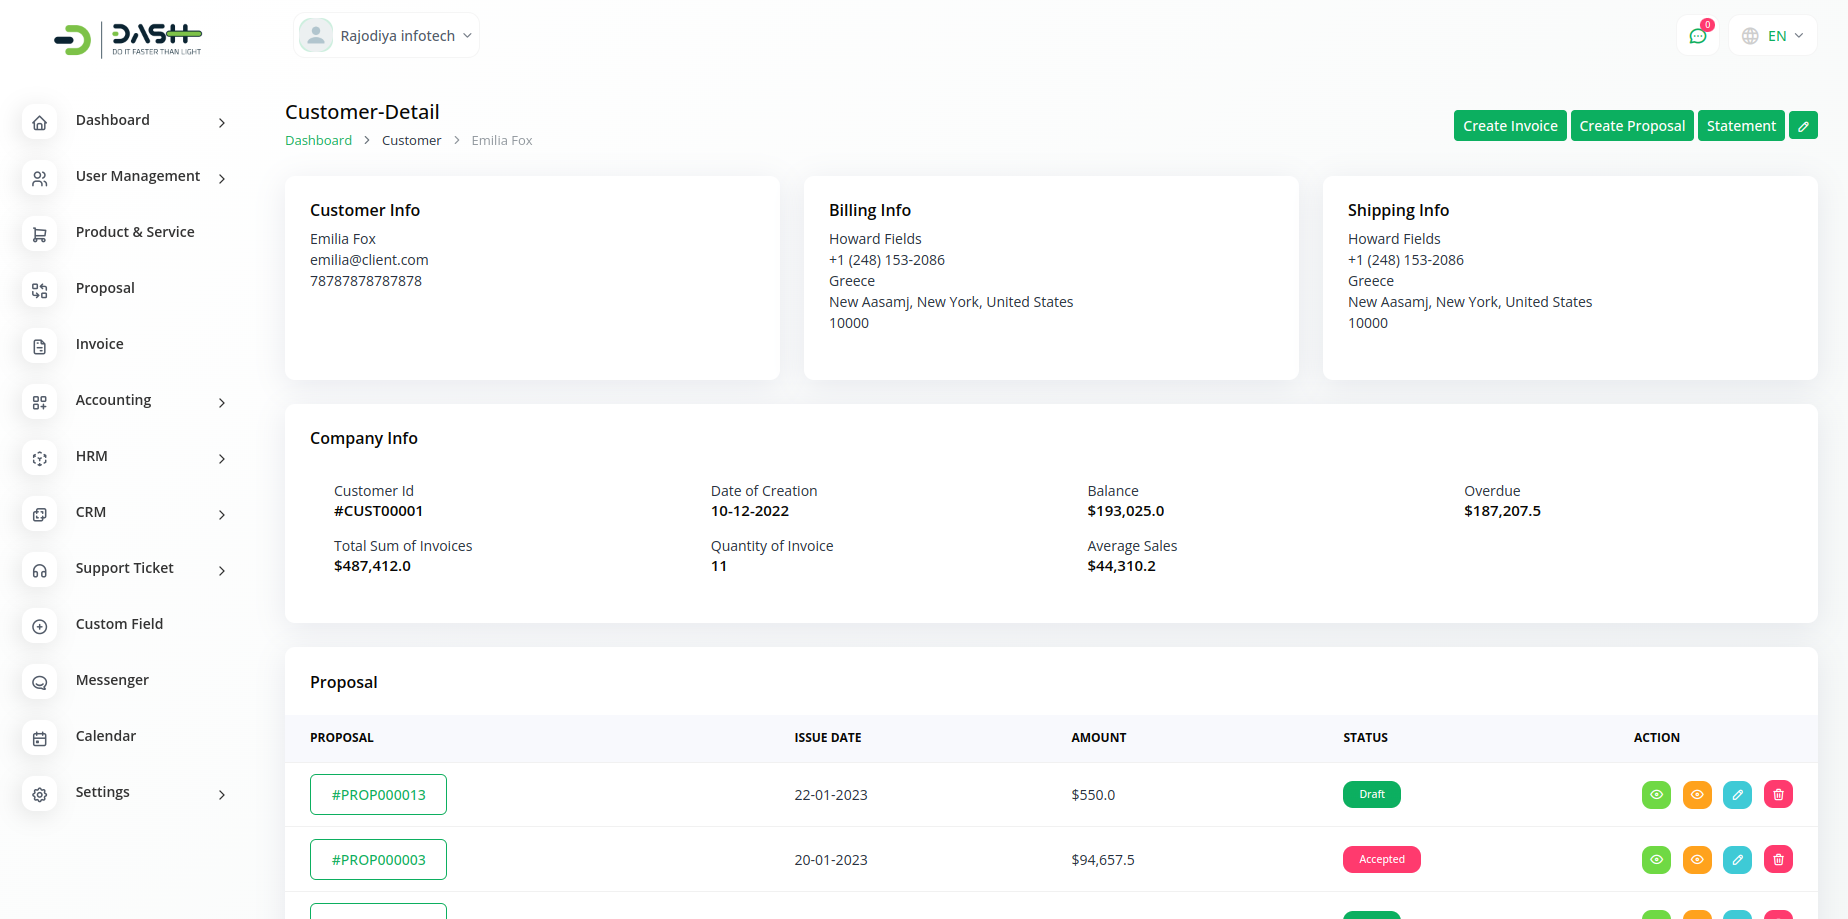 DASH
DO IT FASTER THAN LIGHT
Rajodiya infotech
0
EN
Dashboard
User Management
Product & Service
Proposal
Invoice
Accounting
HRM
CRM
Support Ticket
Custom Field
Messenger
Calendar
Settings
Customer-Detail
Dashboard > Customer > Emilia Fox
Create Invoice
Create Proposal
Statement
Customer Info
Emilia Fox
emilia@client.com
78787878787878
Billing Info
Howard Fields
+1 (248) 153-2086
Greece
New Aasamj, New York, United States
10000
Shipping Info
Howard Fields
+1 (248) 153-2086
Greece
New Aasamj, New York, United States
10000
Company Info
Customer Id
#CUST00001
Date of Creation
10-12-2022
Balance
$193,025.0
Overdue
$187,207.5
Total Sum of Invoices
$487,412.0
Quantity of Invoice
11
Average Sales
$44,310.2
Proposal
PROPOSAL ISSUE DATE AMOUNT STATUS ACTION
#PROP000013 22-01-2023 $550.0 Draft
#PROP000003 20-01-2023 $94,657.5 Accepted